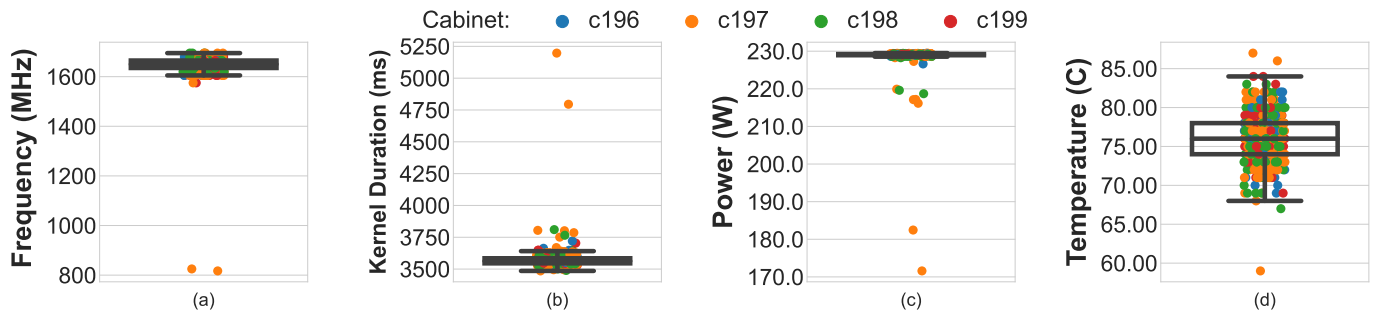 Cabinet: c196 c197 c198 c199
Frequency (MHz)
1600
1400
1200
1000
800
(a)
Kernel Duration (ms)
5250
5000
4750
4500
4250
4000
3750
3500
(b)
Power (W)
230.0
220.0
210.0
200.0
190.0
180.0
170.0
(c)
Temperature (C)
85.00
80.00
75.00
70.00
65.00
60.00
(d)